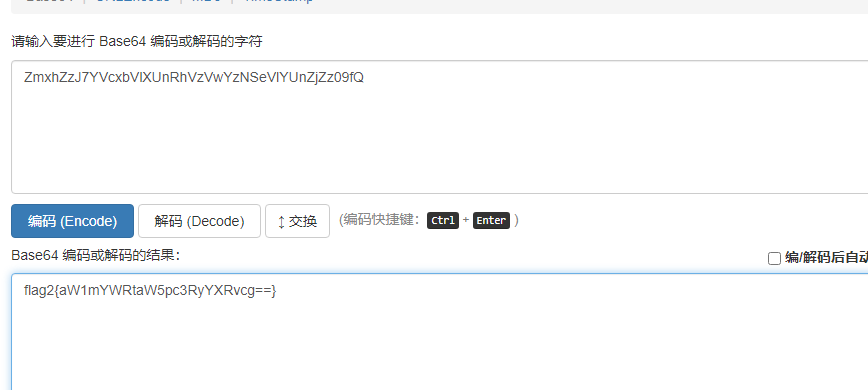 请输入要进行 Base64 编码或解码的字符
ZmxhZzJ7YVcxbVlXUnRhVzVwYzNSeVlYUnZjZz09fQ
编码 (Encode) 解码 (Decode) ↕ 交换 (编码快捷键: Ctrl + Enter )
Base64 编码或解码的结果: 编/解码后自动
flag2{aW1mYWRtaW5pc3RyYXRvcg==}